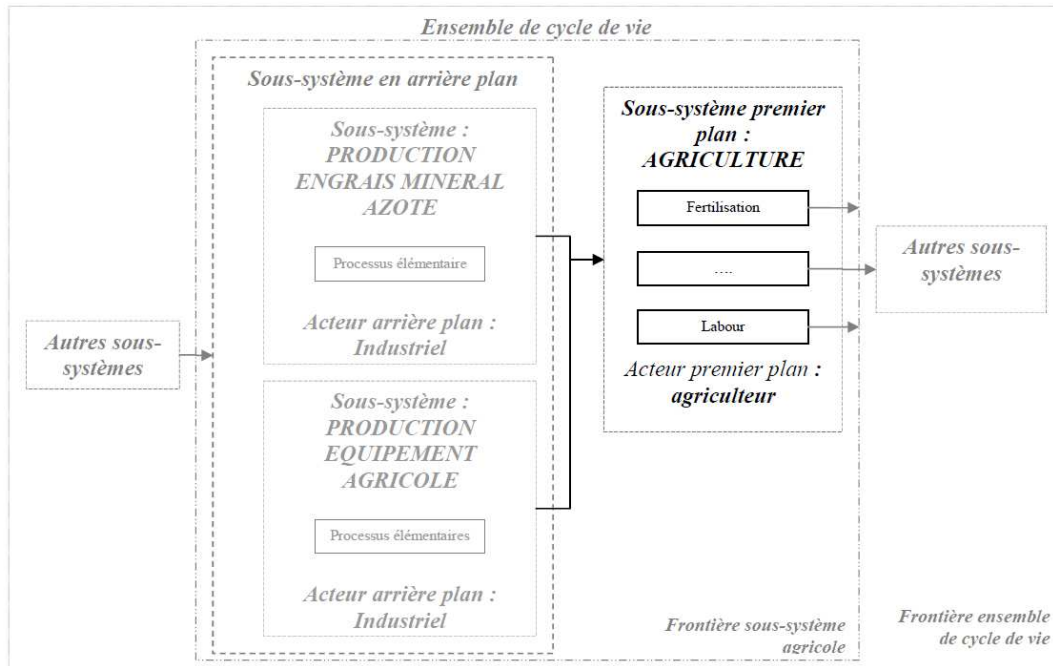 Ensemble de cycle de vie
Sous-système en arrière plan
Sous-système :
PRODUCTION
ENGRAIS MINERAL
AZOTE
Processus élémentaire
Acteur arrière plan :
Industriel
Sous-système :
PRODUCTION
EQUIPEMENT
AGRICOLE
Processus élémentaires
Acteur arrière plan :
Industriel
Autres sous-
systèmes
Sous-système premier
plan :
AGRICULTURE
Fertilisation
….
Labour
Acteur premier plan :
agriculteur
Autres sous-
systèmes
Frontière sous-système
agricole
Frontière ensemble
de cycle de vie